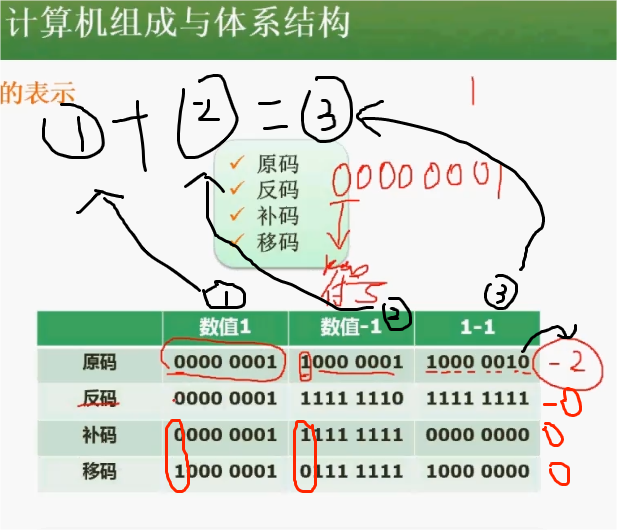 计算机组成与体系结构
的表示
1
① + ② = ③
✓ 原码
✓ 反码
✓ 补码
✓ 移码
00000001
① ② ③
数值1 数值-1 1-1
原码 0000 0001 1000 0001 1000 0010 -2
反码 0000 0001 1111 1110 1111 1111 -0
补码 0000 0001 1111 1111 0000 0000 0
移码 1000 0001 0111 1111 1000 0000 0